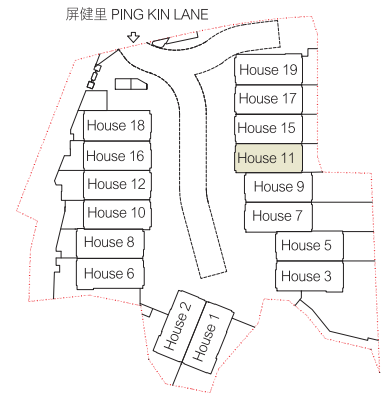 屏健里 PING KIN LANE
House 19
House 17
House 18
House 15
House 16
House 11
House 12
House 9
House 10
House 7
House 8
House 5
House 6
House 3
House 2
House 1